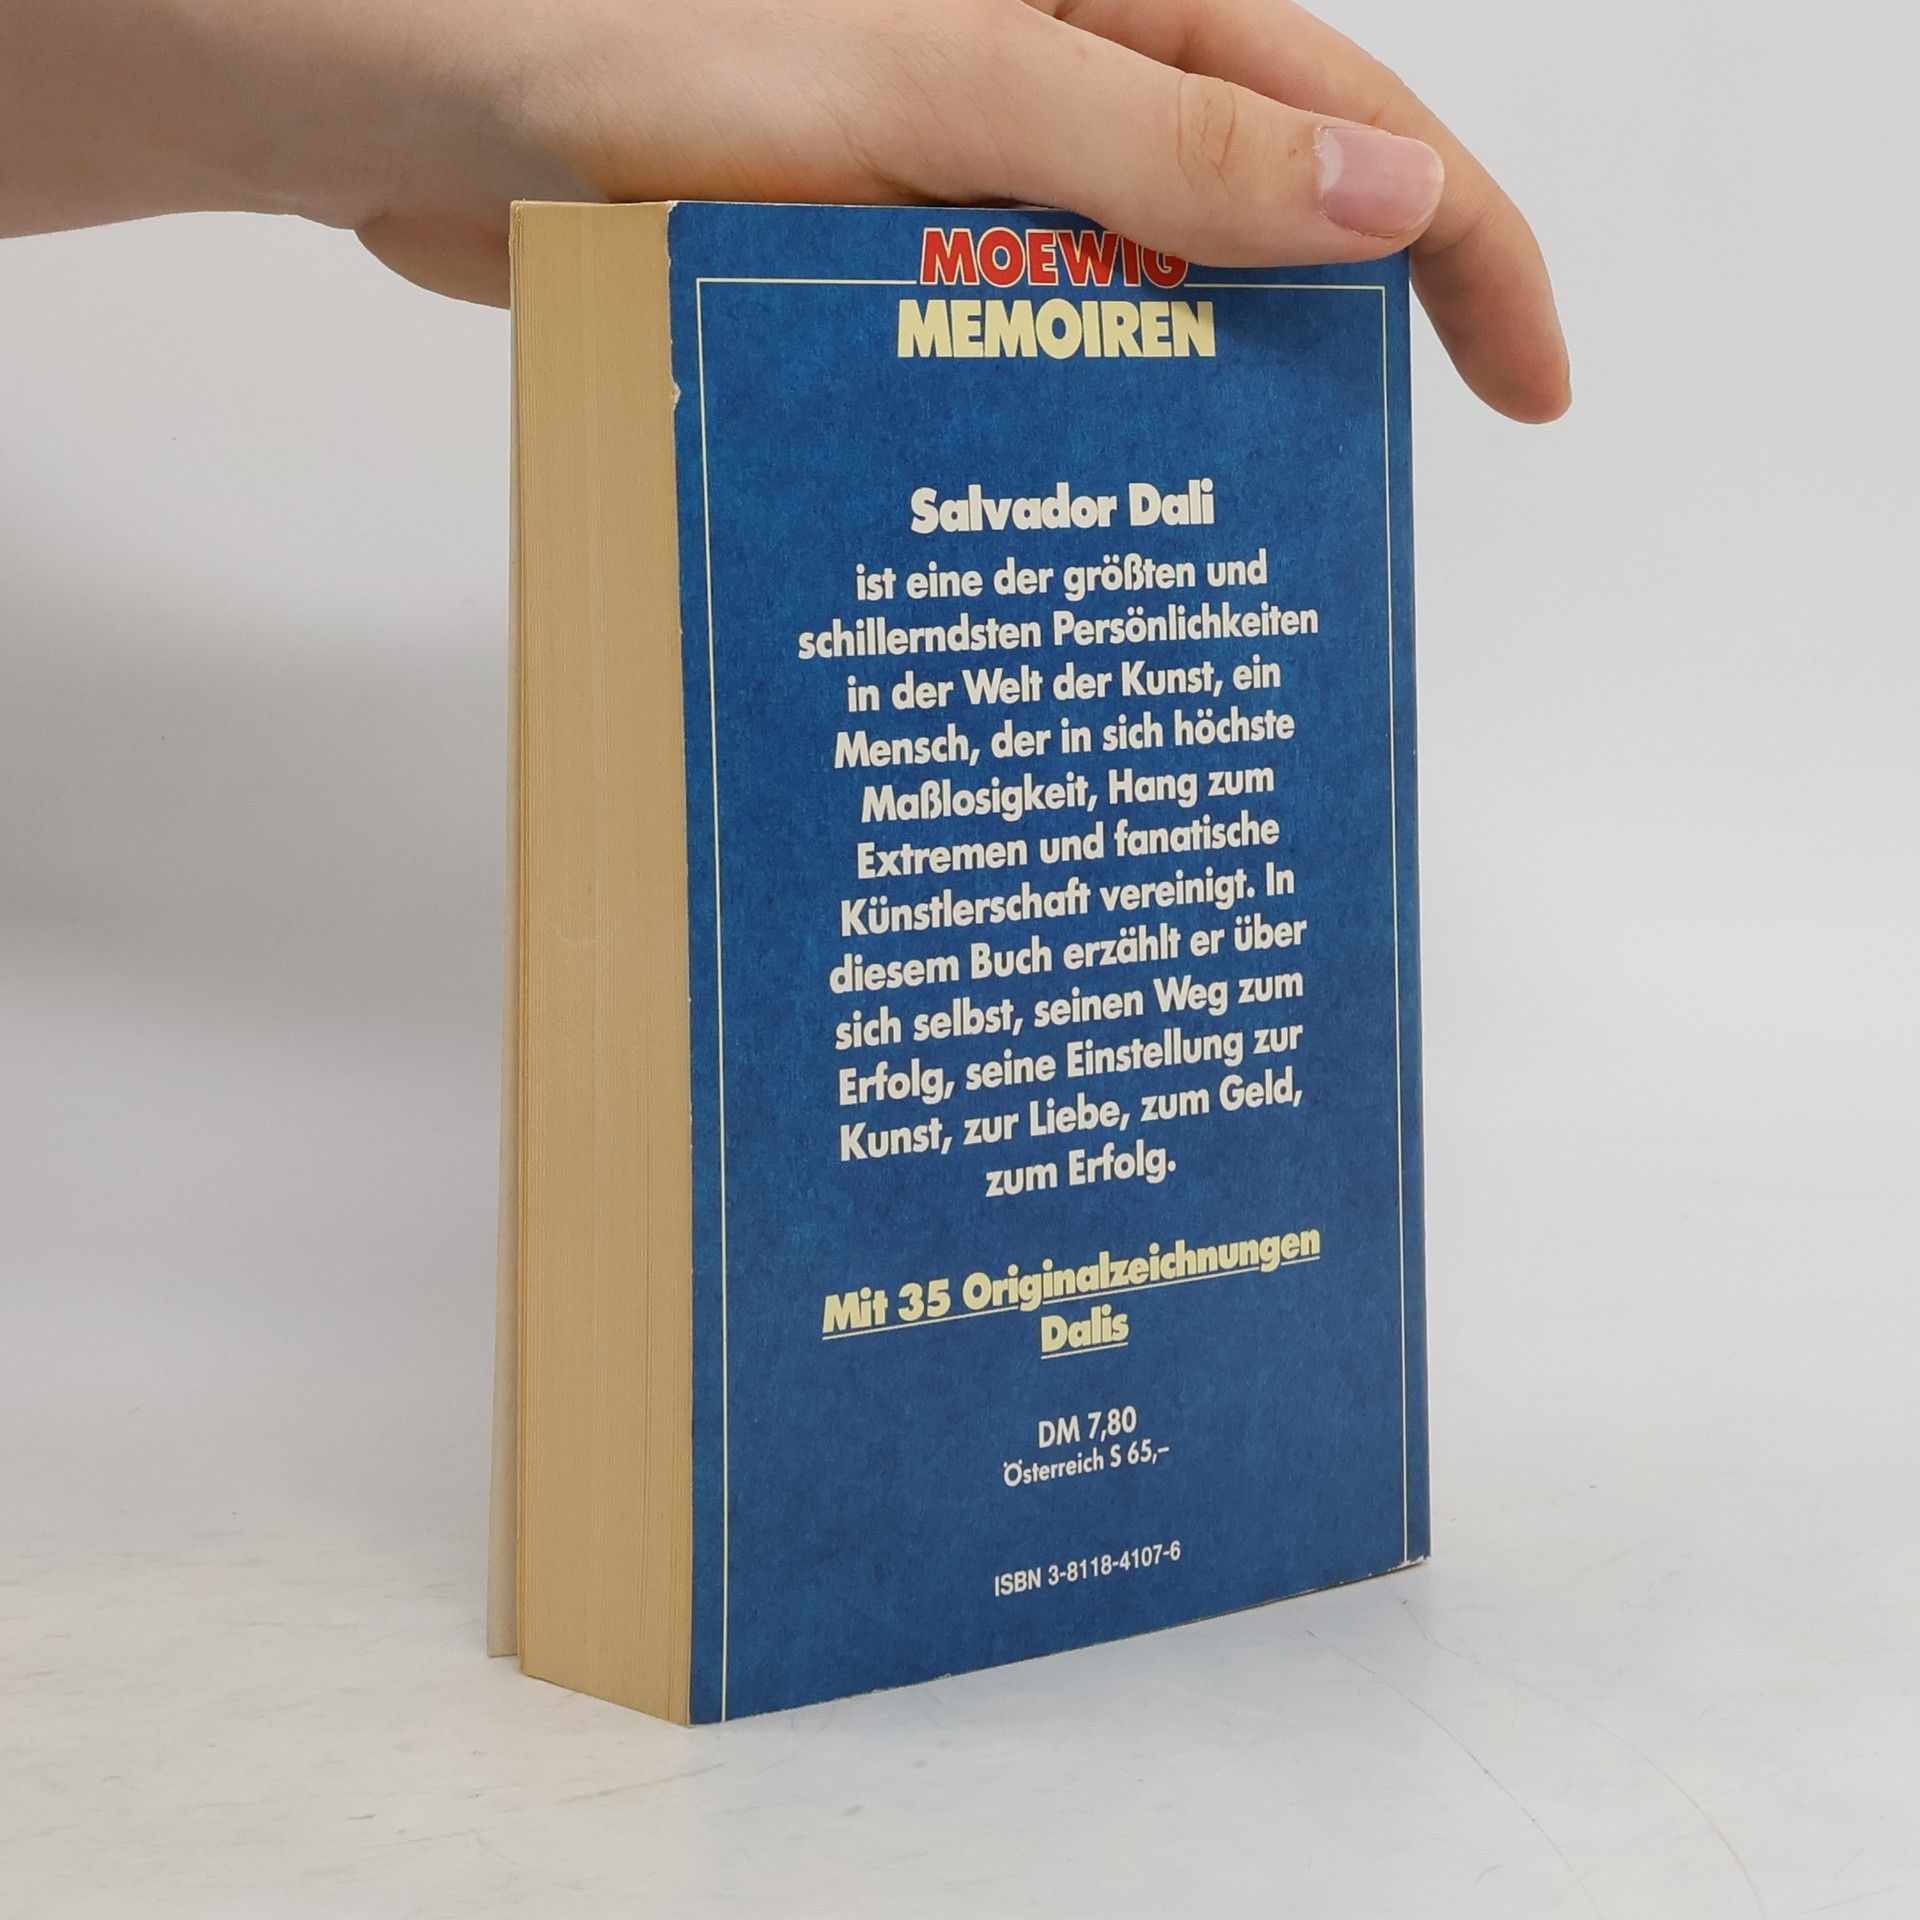 MOEWIG
MEMOIREN
Salvador Dali
ist eine der größten und
schillerndsten Persönlichkeiten
in der Welt der Kunst, ein
Mensch, der in sich höchste
Maßlosigkeit, Hang zum
Extremen und fanatische
Künstlerschaft vereinigt. In
diesem Buch erzählt er über
sich selbst, seinen Weg zum
Erfolg, seine Einstellung zur
Kunst, zur Liebe, zum Geld,
zum Erfolg.
Mit 35 Originalzeichnungen
Dalis
DM 7,80
Österreich S 65,–
ISBN 3-8118-4107-6